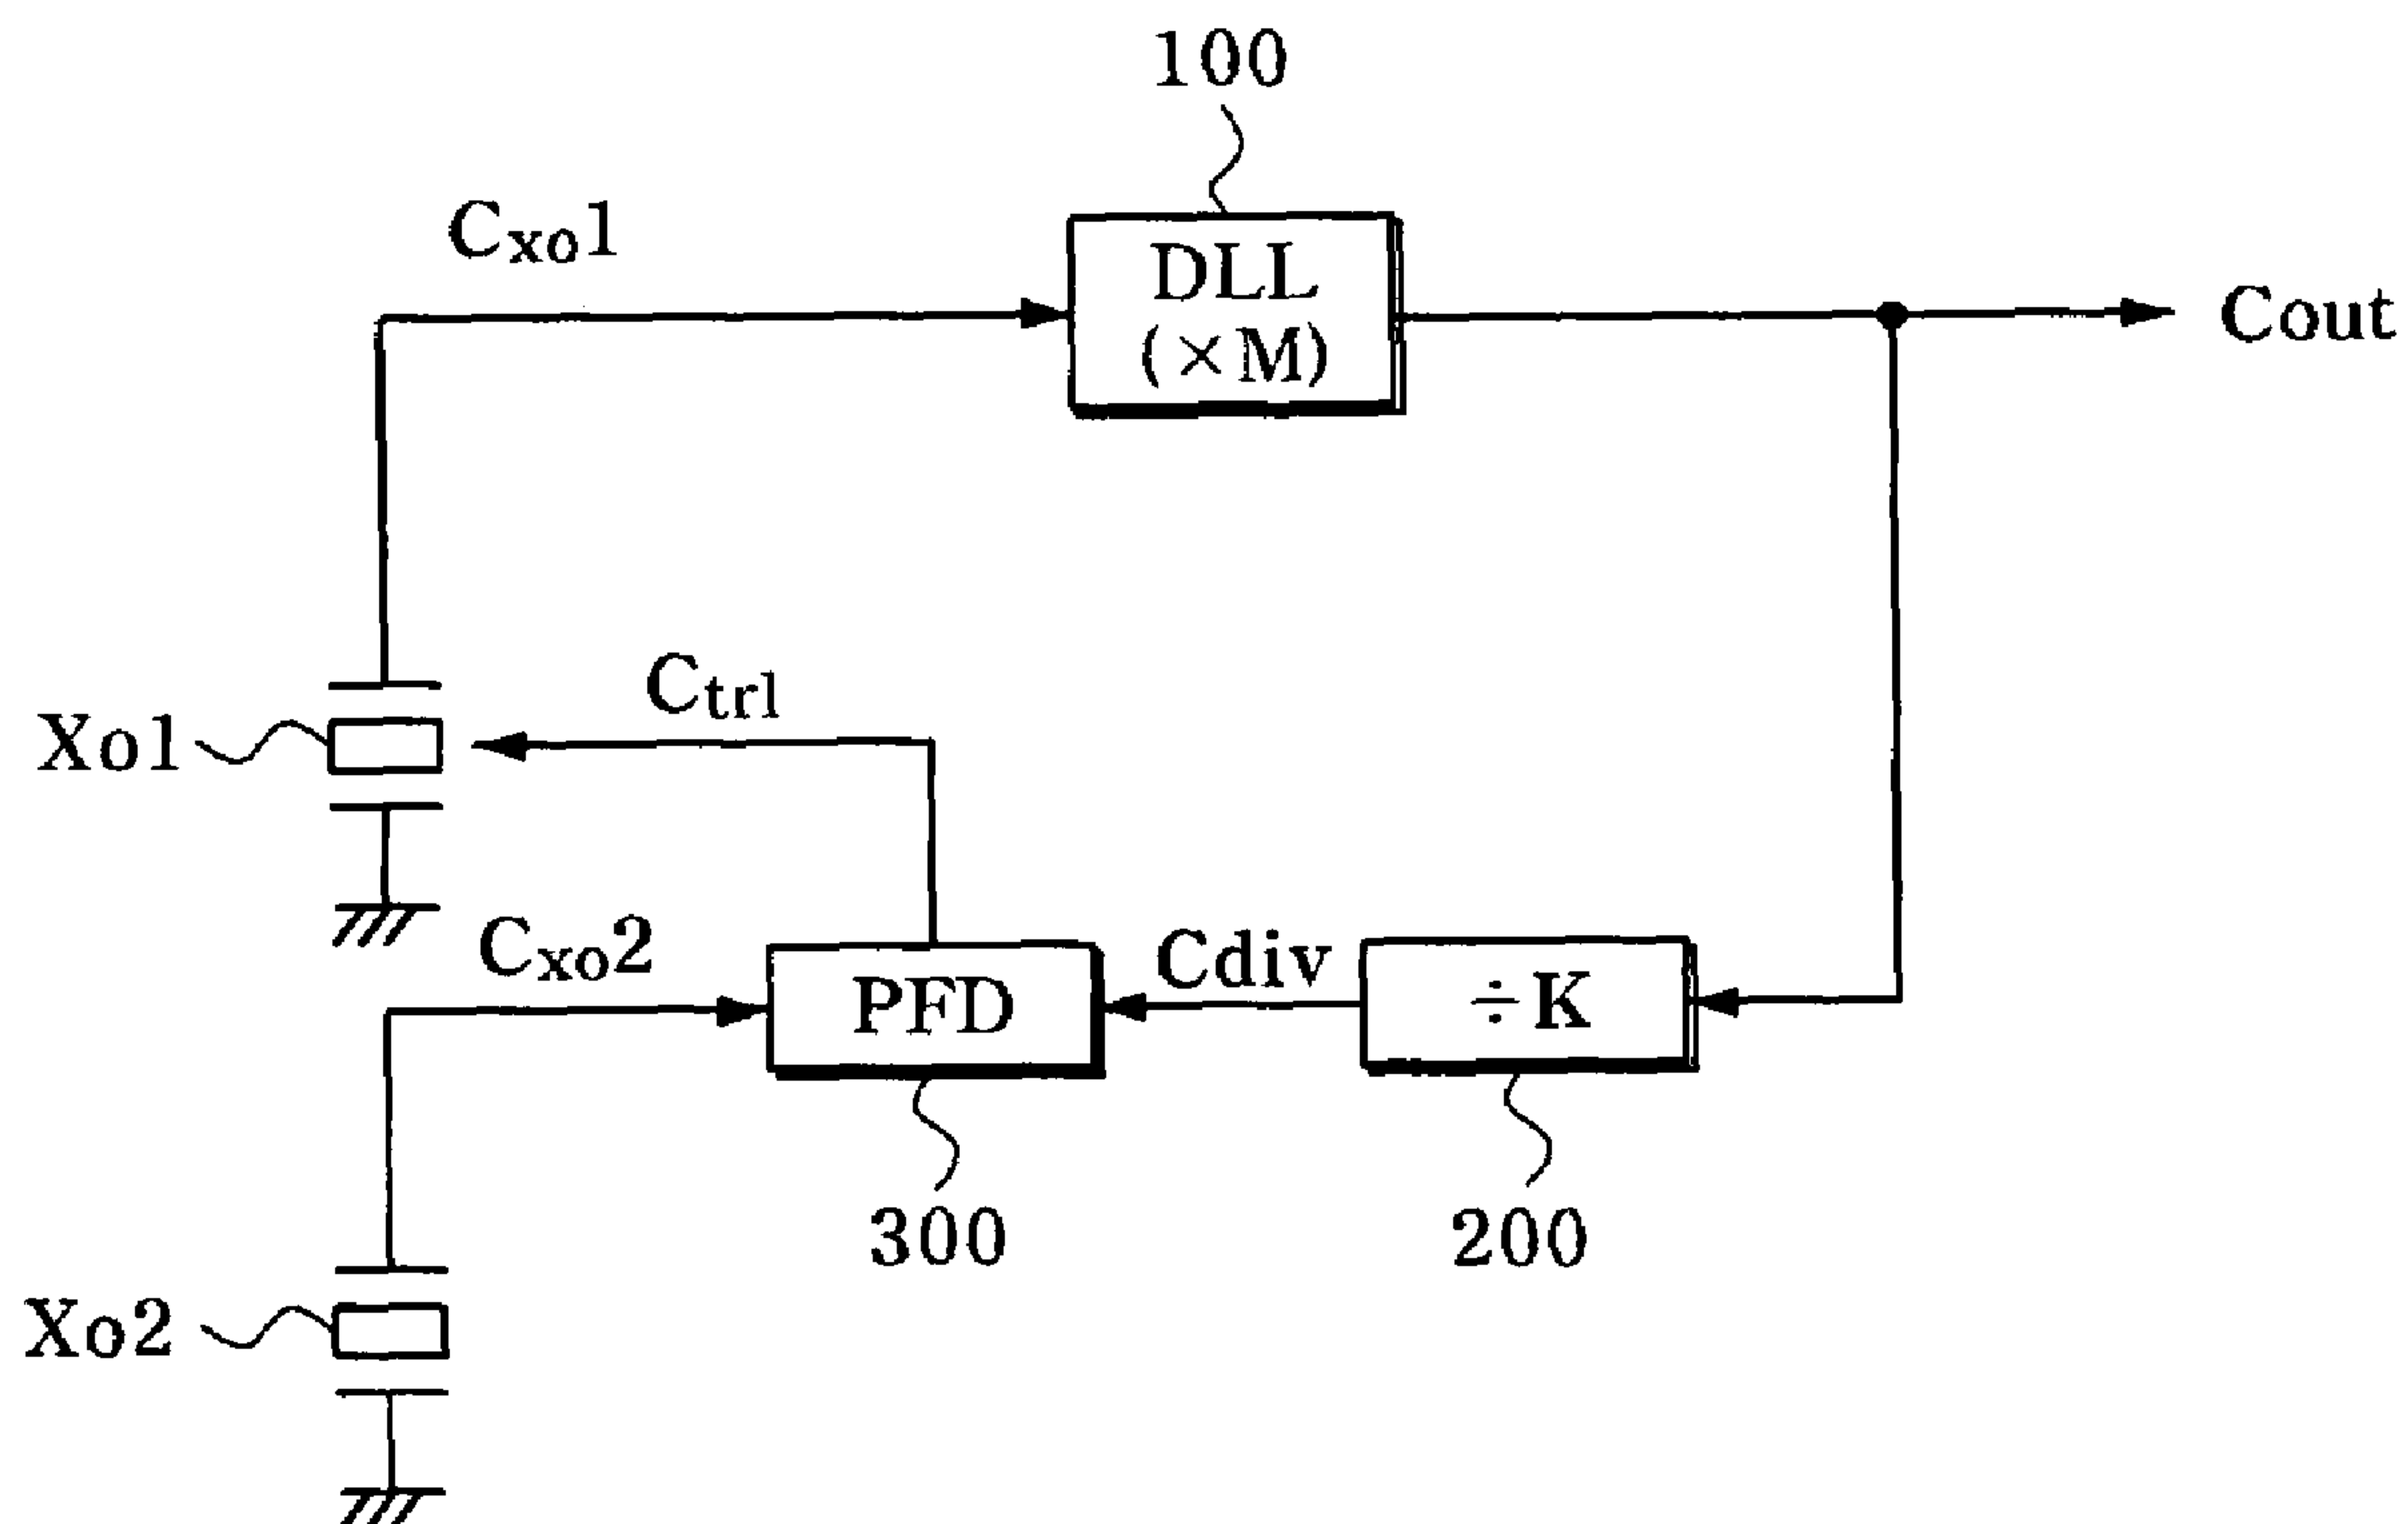 100
Cxo1
DLL
(×M)
Cout
Ctrl
Xo1
Cxo2
PFD
Cdiv
÷K
300
200
Xo2